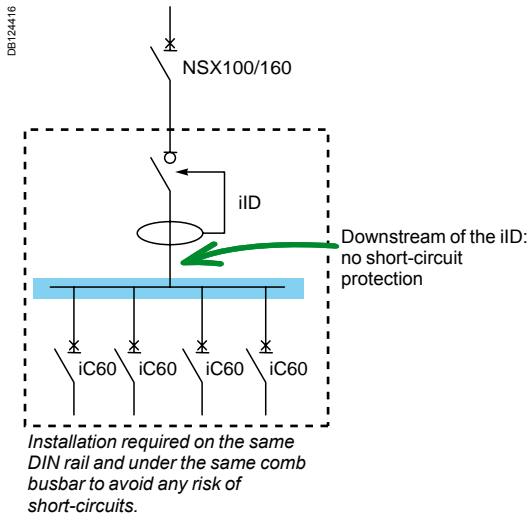 DB124416
NSX100/160
iID
Downstream of the iID:
no short-circuit
protection
iC60 iC60 iC60 iC60
Installation required on the same
DIN rail and under the same comb
busbar to avoid any risk of
short-circuits.